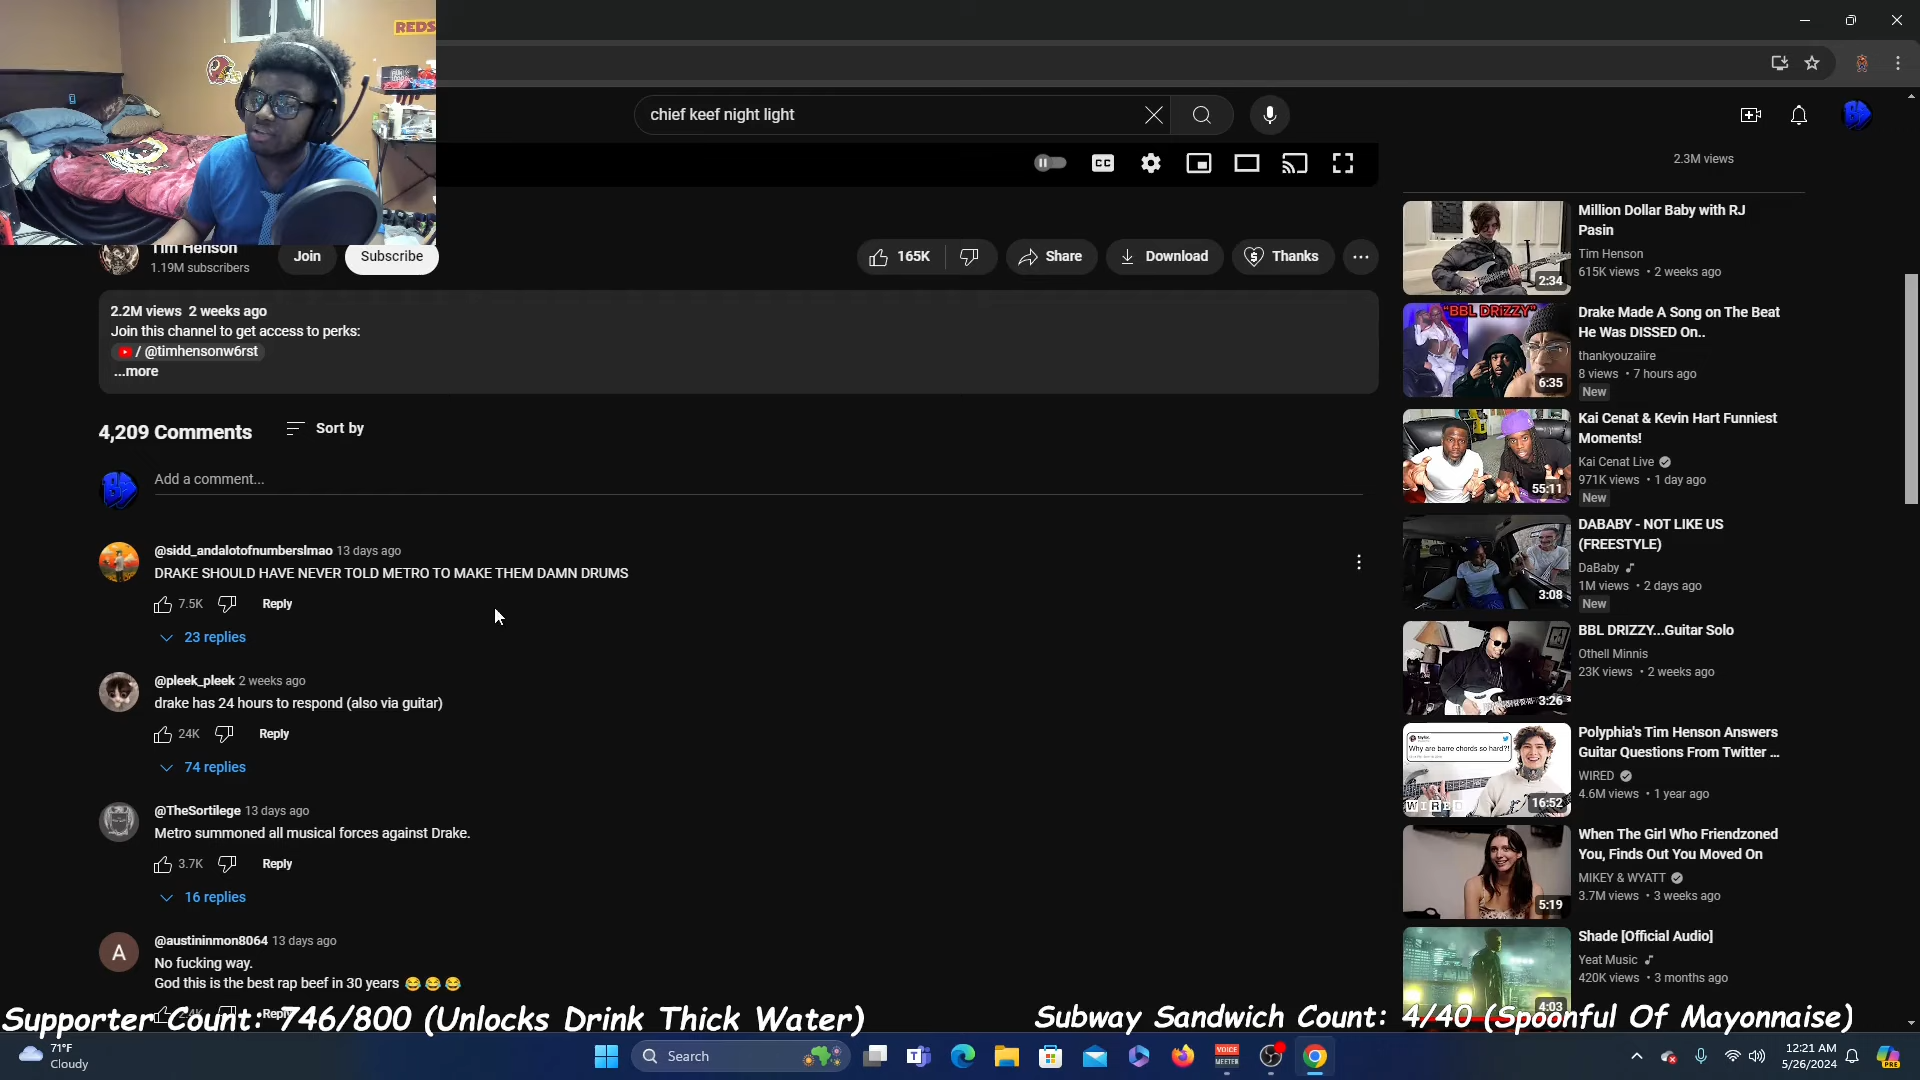 REDS
chief keef night light
CC
2.3M views
Tim Henson
1.19M subscribers
Join
Subscribe
165K
Share
Download
Thanks
2.2M views 2 weeks ago
Join this channel to get access to perks:
/ @timhensonw6rst
...more
4,209 Comments
Sort by
Add a comment...
@sidd_andalotofnumberslmao 13 days ago
DRAKE SHOULD HAVE NEVER TOLD METRO TO MAKE THEM DAMN DRUMS
7.5K
Reply
23 replies
@pleek_pleek 2 weeks ago
drake has 24 hours to respond (also via guitar)
24K
Reply
74 replies
@TheSortilege 13 days ago
Metro summoned all musical forces against Drake.
3.7K
Reply
16 replies
A
@austininmon8064 13 days ago
No fucking way.
God this is the best rap beef in 30 years 😂😂😂
2.4K
Reply
Million Dollar Baby with RJ
Pasin
Tim Henson
615K views • 2 weeks ago
2:34
"BBL DRIZZY"
6:35
Drake Made A Song on The Beat
He Was DISSED On..
thankyouzaiire
8 views • 7 hours ago
New
55:11
Kai Cenat & Kevin Hart Funniest
Moments!
Kai Cenat Live
971K views • 1 day ago
New
3:08
DABABY - NOT LIKE US
(FREESTYLE)
DaBaby
1M views • 2 days ago
New
3:26
BBL DRIZZY...Guitar Solo
Othell Minnis
23K views • 2 weeks ago
Why are barre chords so hard?!
WIRED
16:52
Polyphia's Tim Henson Answers
Guitar Questions From Twitter ...
WIRED
4.6M views • 1 year ago
5:19
When The Girl Who Friendzoned
You, Finds Out You Moved On
MIKEY & WYATT
3.7M views • 3 weeks ago
4:03
Shade [Official Audio]
Yeat Music
420K views • 3 months ago
Supporter Count: 746/800 (Unlocks Drink Thick Water)
Subway Sandwich Count: 4/40 (Spoonful Of Mayonnaise)
71°F
Cloudy
Search
VOICE
MEETER
12:21 AM
5/26/2024
PRE